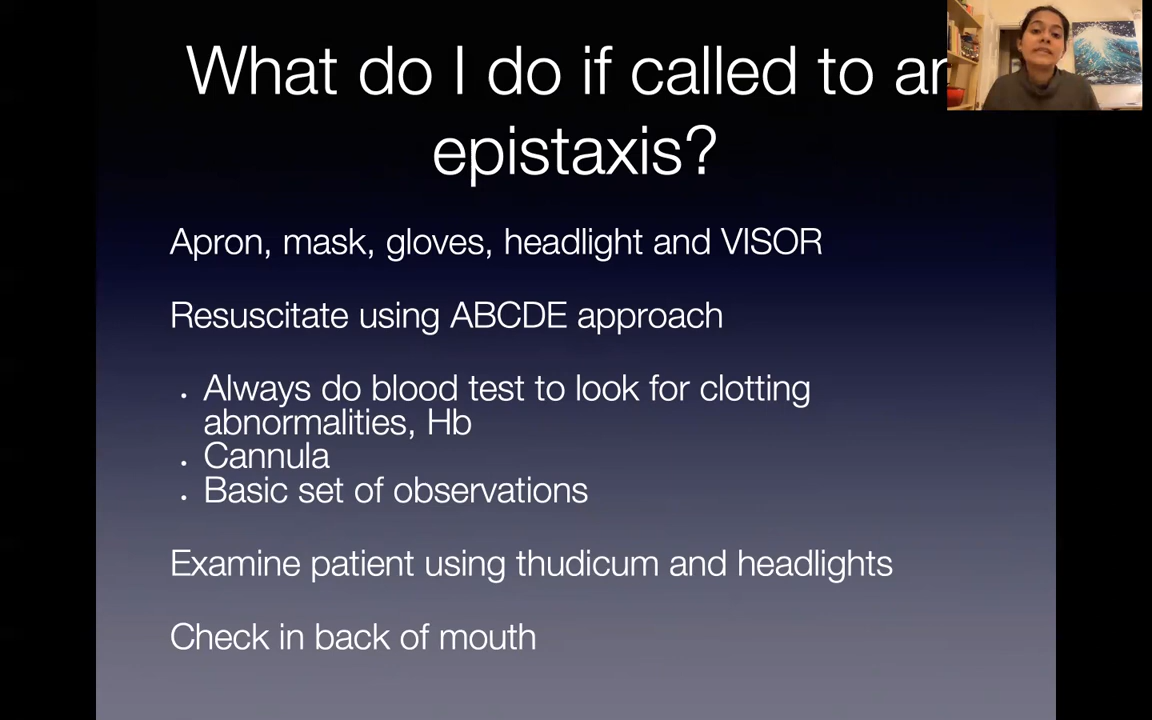 What do I do if called to an
epistaxis?
Apron, mask, gloves, headlight and VISOR
Resuscitate using ABCDE approach
• Always do blood test to look for clotting
abnormalities, Hb
• Cannula
• Basic set of observations
Examine patient using thudicum and headlights
Check in back of mouth